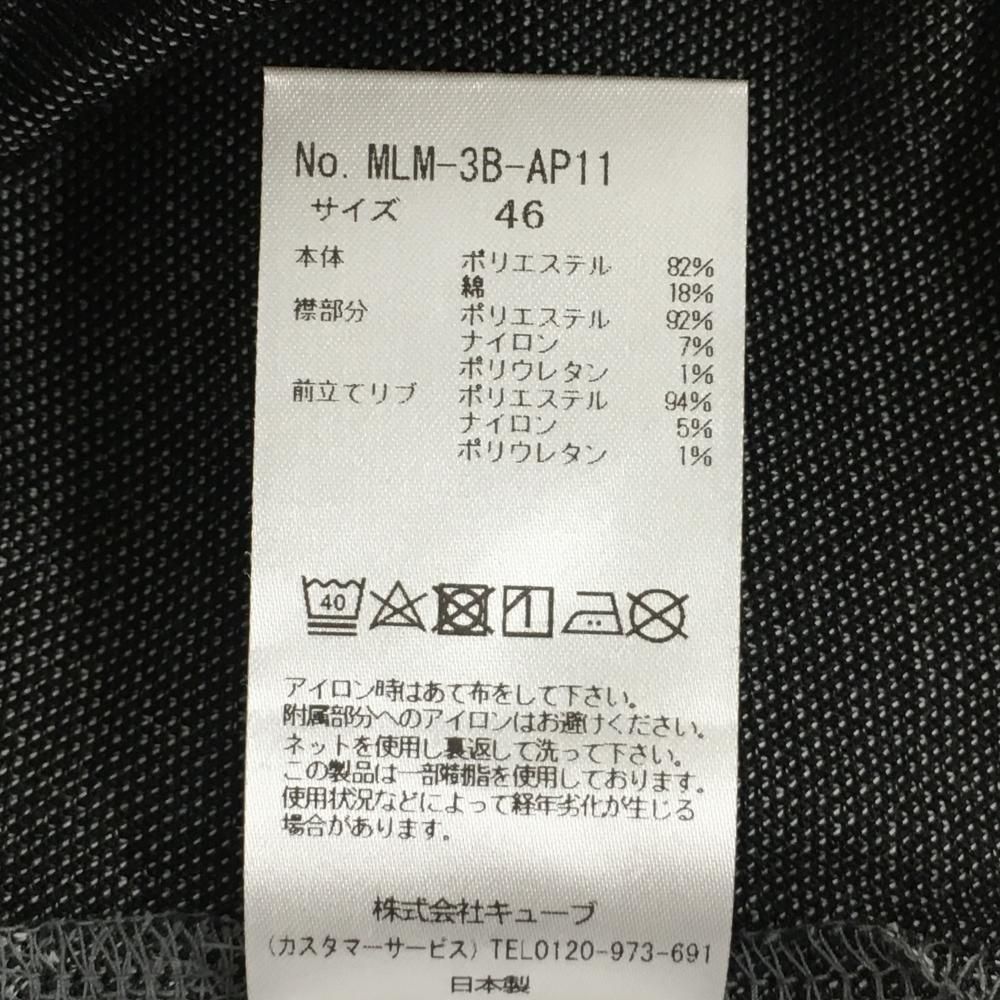 No. MLM-3B-AP11
サイズ 46
本体 ポリエステル 82%
綿 18%
襟部分 ポリエステル 92%
ナイロン 7%
ポリウレタン 1%
前立てリブ ポリエステル 94%
ナイロン 5%
ポリウレタン 1%
40
アイロン時はあて布をして下さい。
附属部分へのアイロンはお避けください。
ネットを使用し裏返して洗って下さい。
この製品は一部樹脂を使用しております。
使用状況などによって経年劣化が生じる
場合があります。
株式会社キューブ
(カスタマーサービス) TEL0120-973-691
日本製